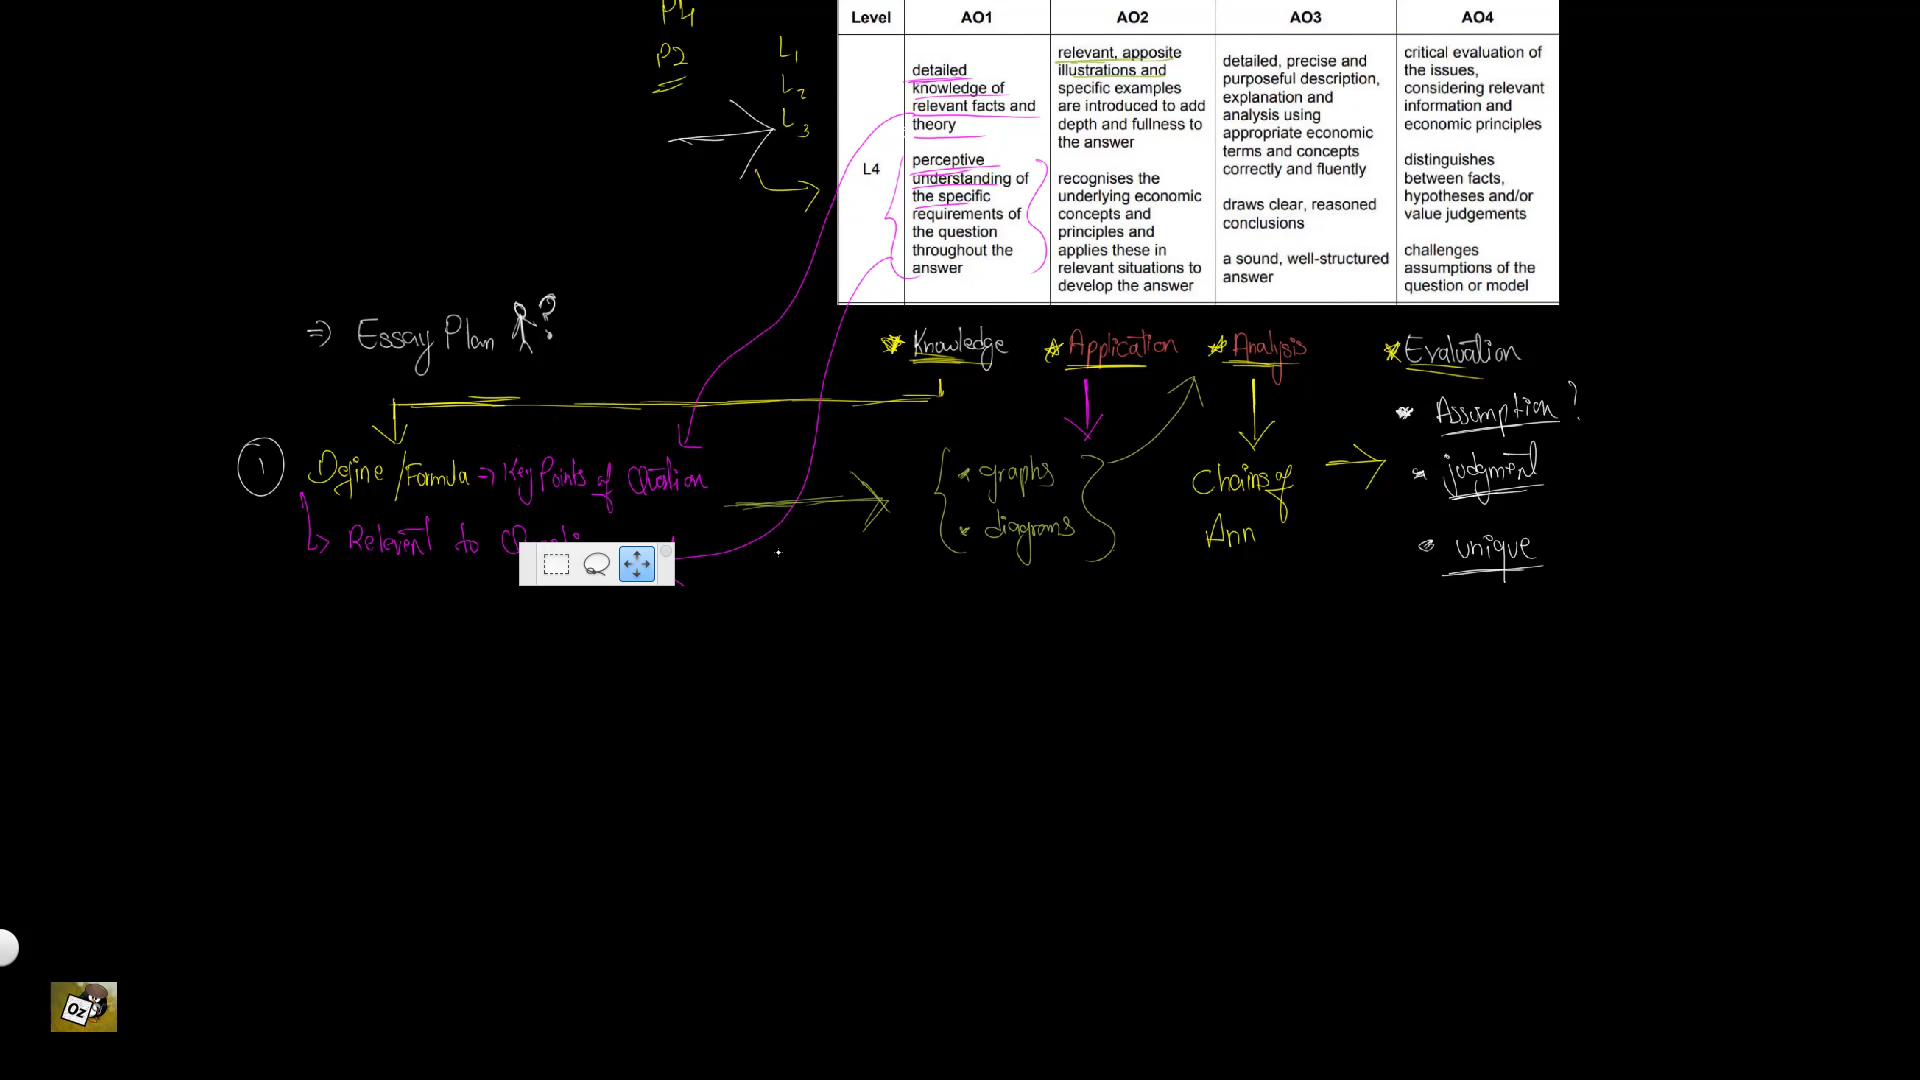 P4
P2
L1
L2
L3
Level AO1 AO2 AO3 AO4
L4
detailed
knowledge of
relevant facts and
theory
perceptive
understanding of
the specific
requirements of
the question
throughout the
answer
relevant, apposite
illustrations and
specific examples
are introduced to add
depth and fullness to
the answer
recognises the
underlying economic
concepts and
principles and
applies these in
relevant situations to
develop the answer
detailed, precise and
purposeful description,
explanation and
analysis using
appropriate economic
terms and concepts
correctly and fluently
draws clear, reasoned
conclusions
a sound, well-structured
answer
critical evaluation of
the issues,
considering relevant
information and
economic principles
distinguishes
between facts,
hypotheses and/or
value judgements
challenges
assumptions of the
question or model
⇒ Essay Plan ?
* Knowledge * Application * Analysis * Evaluation
1 Define / Formula → Key Points of
↳ Relevent to
* graphs
* diagrams
Chains of
Ann
* Assumption ?
* judgment
* unique
Oz